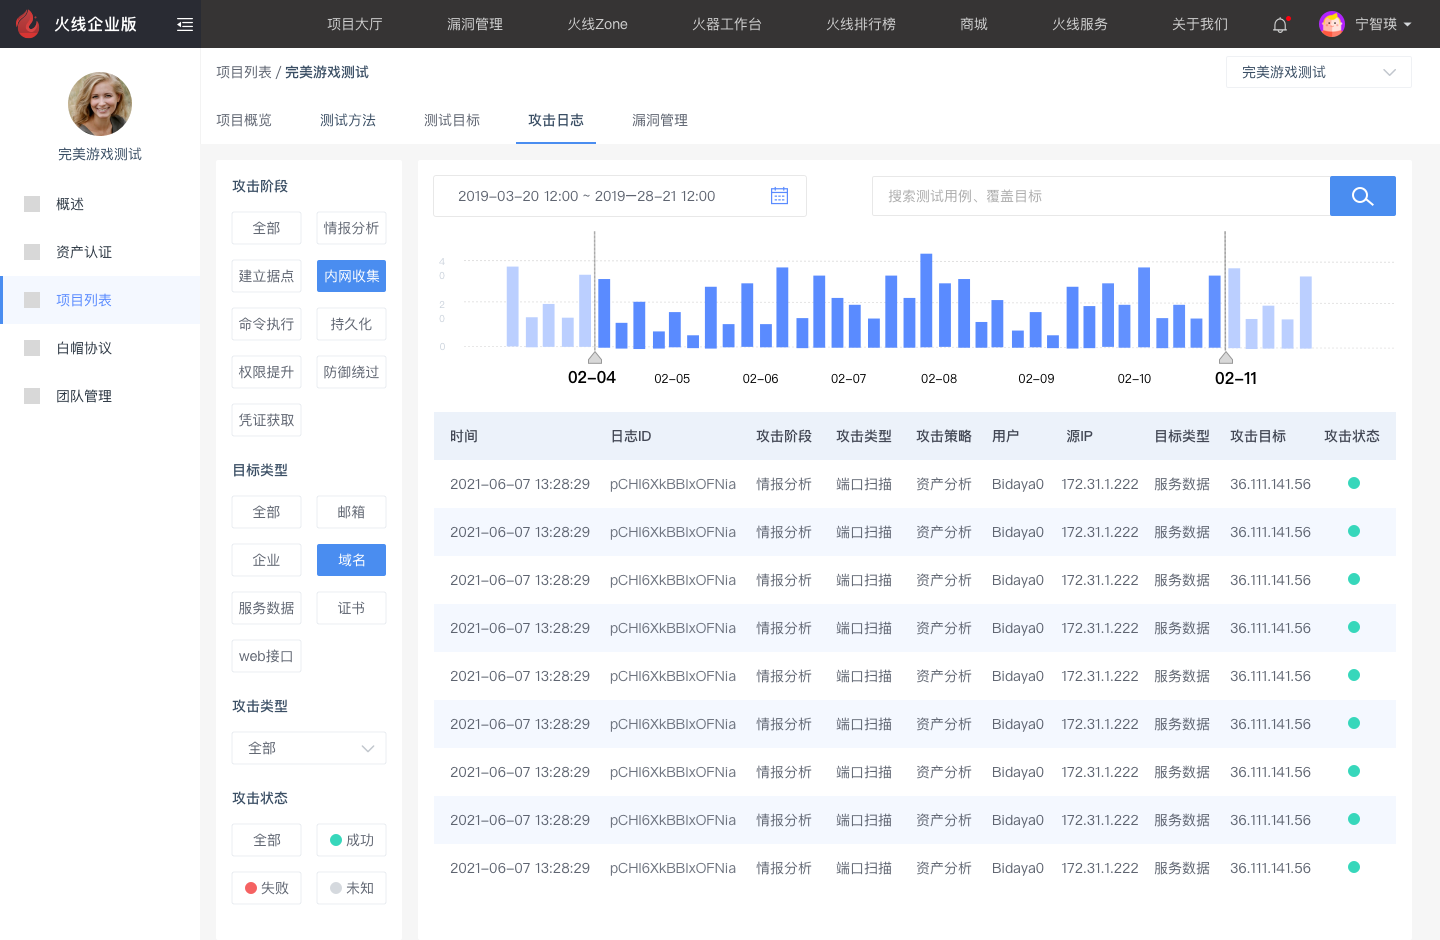 火线企业版
项目大厅 漏洞管理 火线Zone 火器工作台 火线排行榜 商城 火线服务 关于我们 宁智瑛
项目列表 / 完美游戏测试
完美游戏测试
项目概览 测试方法 测试目标 攻击日志 漏洞管理
完美游戏测试
概述
资产认证
项目列表
白帽协议
团队管理
攻击阶段
全部 情报分析
建立据点 内网收集
命令执行 持久化
权限提升 防御绕过
凭证获取
目标类型
全部 邮箱
企业 域名
服务数据 证书
web接口
攻击类型
全部
攻击状态
全部 成功
失败 未知
2019-03-20 12:00 ~ 2019—28-21 12:00
搜索测试用例、覆盖目标
4
0
2
0
0
02-04 02-05 02-06 02-07 02-08 02-09 02-10 02-11
时间 日志ID 攻击阶段 攻击类型 攻击策略 用户 源IP 目标类型 攻击目标 攻击状态
2021-06-07 13:28:29 pCHI6XkBBIxOFNia 情报分析 端口扫描 资产分析 Bidaya0 172.31.1.222 服务数据 36.111.141.56
2021-06-07 13:28:29 pCHI6XkBBIxOFNia 情报分析 端口扫描 资产分析 Bidaya0 172.31.1.222 服务数据 36.111.141.56
2021-06-07 13:28:29 pCHI6XkBBIxOFNia 情报分析 端口扫描 资产分析 Bidaya0 172.31.1.222 服务数据 36.111.141.56
2021-06-07 13:28:29 pCHI6XkBBIxOFNia 情报分析 端口扫描 资产分析 Bidaya0 172.31.1.222 服务数据 36.111.141.56
2021-06-07 13:28:29 pCHI6XkBBIxOFNia 情报分析 端口扫描 资产分析 Bidaya0 172.31.1.222 服务数据 36.111.141.56
2021-06-07 13:28:29 pCHI6XkBBIxOFNia 情报分析 端口扫描 资产分析 Bidaya0 172.31.1.222 服务数据 36.111.141.56
2021-06-07 13:28:29 pCHI6XkBBIxOFNia 情报分析 端口扫描 资产分析 Bidaya0 172.31.1.222 服务数据 36.111.141.56
2021-06-07 13:28:29 pCHI6XkBBIxOFNia 情报分析 端口扫描 资产分析 Bidaya0 172.31.1.222 服务数据 36.111.141.56
2021-06-07 13:28:29 pCHI6XkBBIxOFNia 情报分析 端口扫描 资产分析 Bidaya0 172.31.1.222 服务数据 36.111.141.56